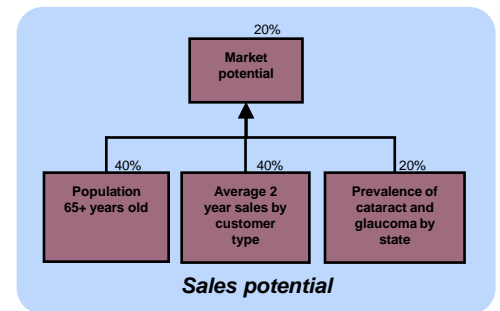 20%
Market
potential
40%
40%
20%
Population
65+ years old
Average 2
year sales by
customer
type
Prevalence of
cataract and
glaucoma by
state
Sales potential